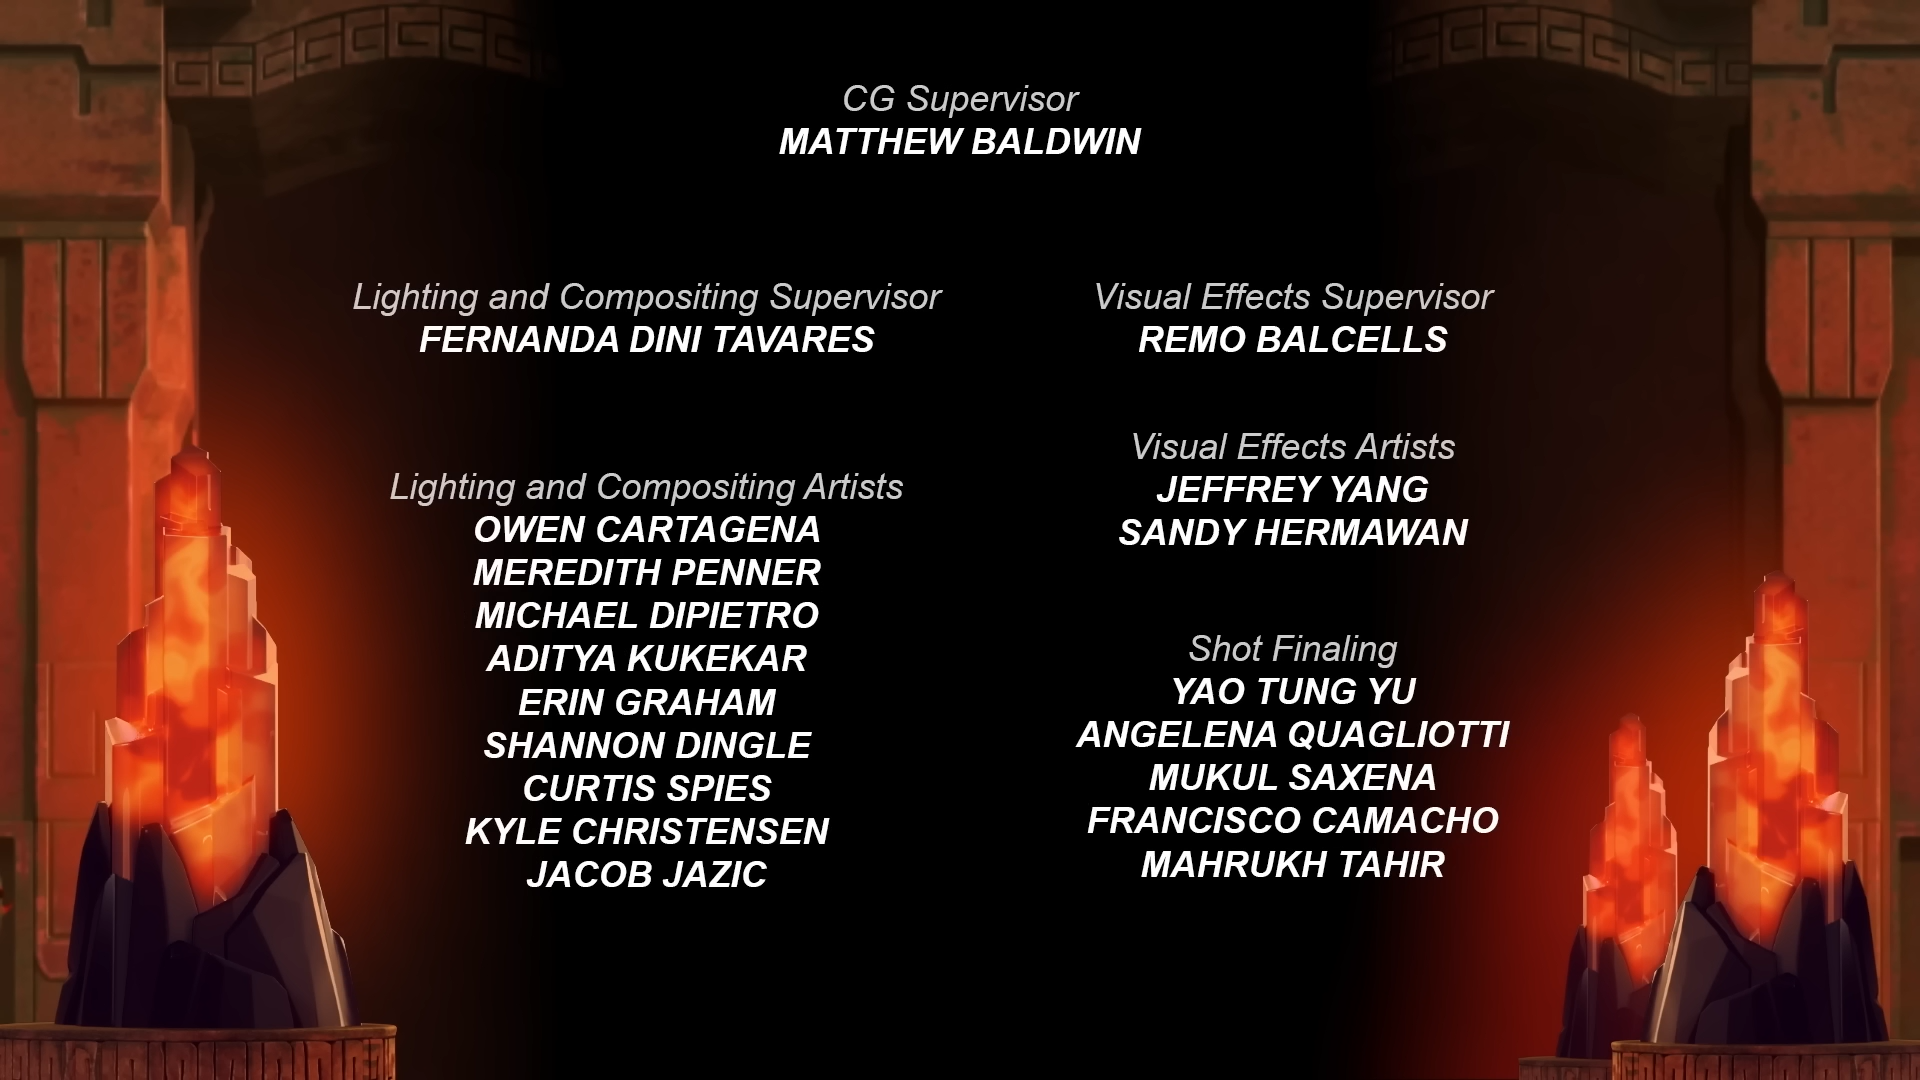 CG Supervisor
MATTHEW BALDWIN
Lighting and Compositing Supervisor
FERNANDA DINI TAVARES
Lighting and Compositing Artists
OWEN CARTAGENA
MEREDITH PENNER
MICHAEL DIPIETRO
ADITYA KUKEKAR
ERIN GRAHAM
SHANNON DINGLE
CURTIS SPIES
KYLE CHRISTENSEN
JACOB JAZIC
Visual Effects Supervisor
REMO BALCELLS
Visual Effects Artists
JEFFREY YANG
SANDY HERMAWAN
Shot Finaling
YAO TUNG YU
ANGELENA QUAGLIOTTI
MUKUL SAXENA
FRANCISCO CAMACHO
MAHRUKH TAHIR